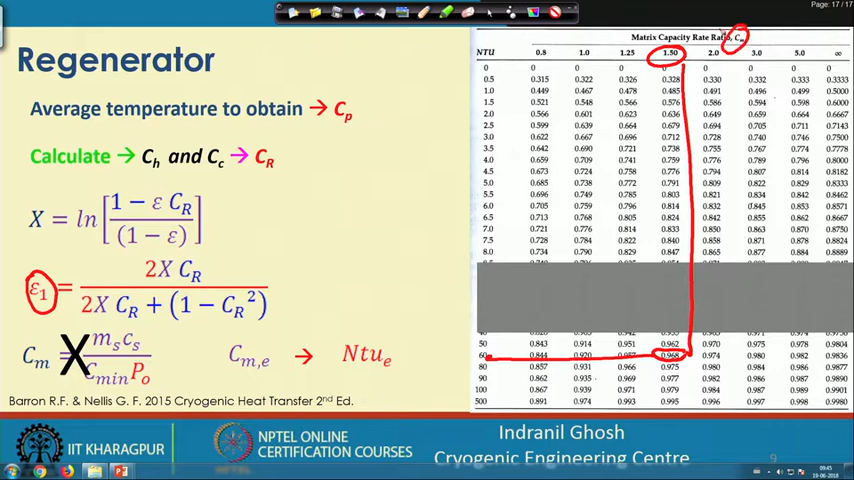 Page: 17 / 17
Regenerator
Average temperature to obtain → Cp
Calculate → Ch and Cc → CR
X = ln[(1 − ε CR) / (1 − ε)]
ε1 = 2X CR / (2X CR + (1 − CR²))
Cm = ms cs / (Cmin Po)
X
Cm,e → Ntue
Barron R.F. & Nellis G. F. 2015 Cryogenic Heat Transfer 2nd Ed.
Matrix Capacity Rate Ratio, Cm
NTU 0.8 1.0 1.25 1.50 2.0 3.0 5.0 ∞
0 0 0 0 0 0 0 0 0
0.5 0.315 0.322 0.326 0.328 0.330 0.332 0.333 0.3333
1.0 0.449 0.467 0.478 0.485 0.491 0.496 0.499 0.5000
1.5 0.521 0.548 0.566 0.576 0.586 0.594 0.598 0.6000
2.0 0.566 0.601 0.623 0.636 0.649 0.659 0.664 0.6667
2.5 0.599 0.639 0.664 0.679 0.694 0.705 0.711 0.7143
3.0 0.622 0.667 0.696 0.712 0.728 0.740 0.746 0.7500
3.5 0.642 0.690 0.721 0.738 0.755 0.767 0.774 0.7778
4.0 0.659 0.709 0.741 0.759 0.776 0.789 0.796 0.8000
4.5 0.673 0.724 0.758 0.776 0.794 0.807 0.814 0.8182
5.0 0.685 0.738 0.772 0.791 0.809 0.822 0.829 0.8333
5.5 0.696 0.749 0.785 0.803 0.821 0.834 0.842 0.8462
6.0 0.705 0.759 0.795 0.814 0.832 0.845 0.853 0.8571
6.5 0.713 0.768 0.805 0.824 0.842 0.855 0.862 0.8667
7.0 0.721 0.776 0.814 0.833 0.850 0.863 0.870 0.8750
7.5 0.728 0.784 0.822 0.840 0.858 0.871 0.878 0.8824
8.0 0.734 0.790 0.829 0.847 0.865 0.877 0.884 0.8889
50 0.843 0.914 0.951 0.962 0.970 0.975 0.978 0.9804
60 0.844 0.920 0.957 0.968 0.974 0.980 0.982 0.9836
80 0.857 0.931 0.966 0.975 0.980 0.984 0.986 0.9877
90 0.862 0.935 0.969 0.977 0.982 0.986 0.987 0.9890
100 0.867 0.939 0.971 0.979 0.984 0.987 0.989 0.9901
500 0.891 0.974 0.993 0.995 0.997 0.998 0.998 0.9980
IIT KHARAGPUR
NPTEL ONLINE
CERTIFICATION COURSES
Indranil Ghosh
Cryogenic Engineering Centre
9
09:45
19-06-2018